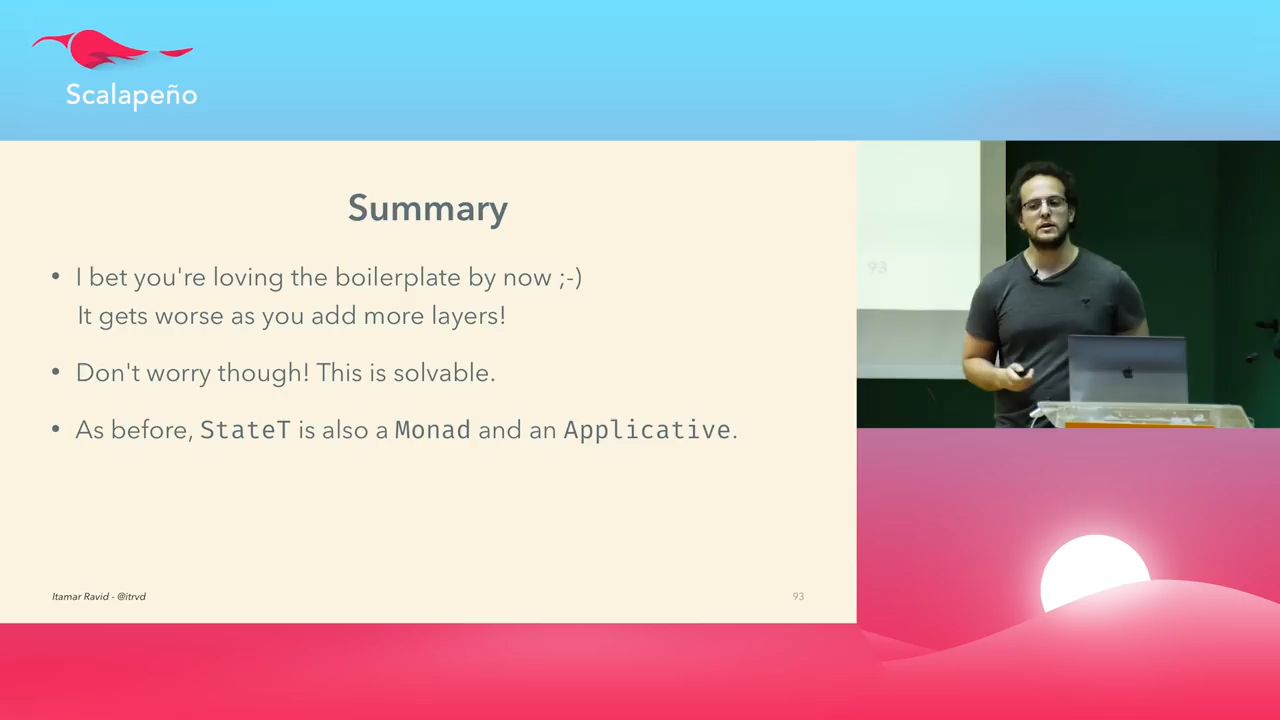 Scalapeño
Summary
• I bet you're loving the boilerplate by now ;-)
It gets worse as you add more layers!
• Don't worry though! This is solvable.
• As before, StateT is also a Monad and an Applicative.
Itamar Ravid - @itrvd
93
93